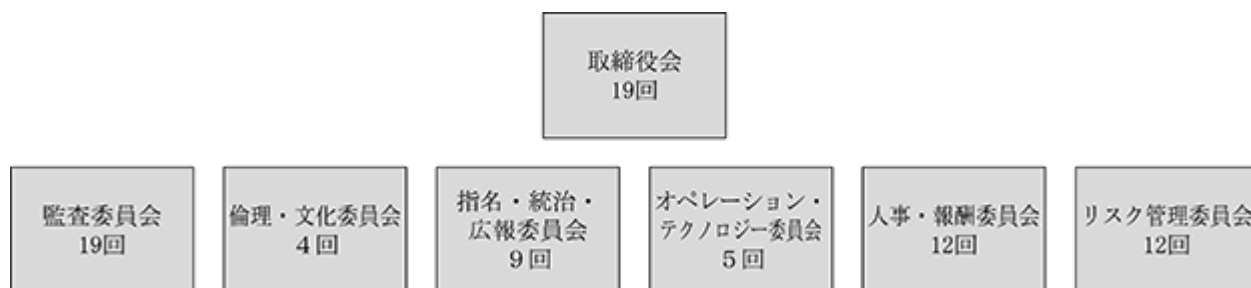 取締役会
19回
監査委員会
19回
倫理・文化委員会
４回
指名・統治・
広報委員会
９回
オペレーション・
テクノロジー委員会
５回
人事・報酬委員会
12回
リスク管理委員会
12回